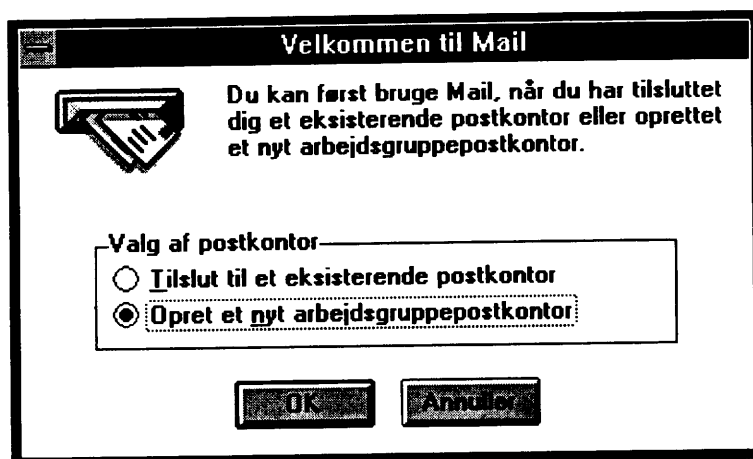 Velkommen til Mail
Du kan først bruge Mail, når du har tilsluttet
dig et eksisterende postkontor eller oprettet
et nyt arbejdsgruppepostkontor.
Valg af postkontor
Tilslut til et eksisterende postkontor
Opret et nyt arbejdsgruppepostkontor
OK
Annuller